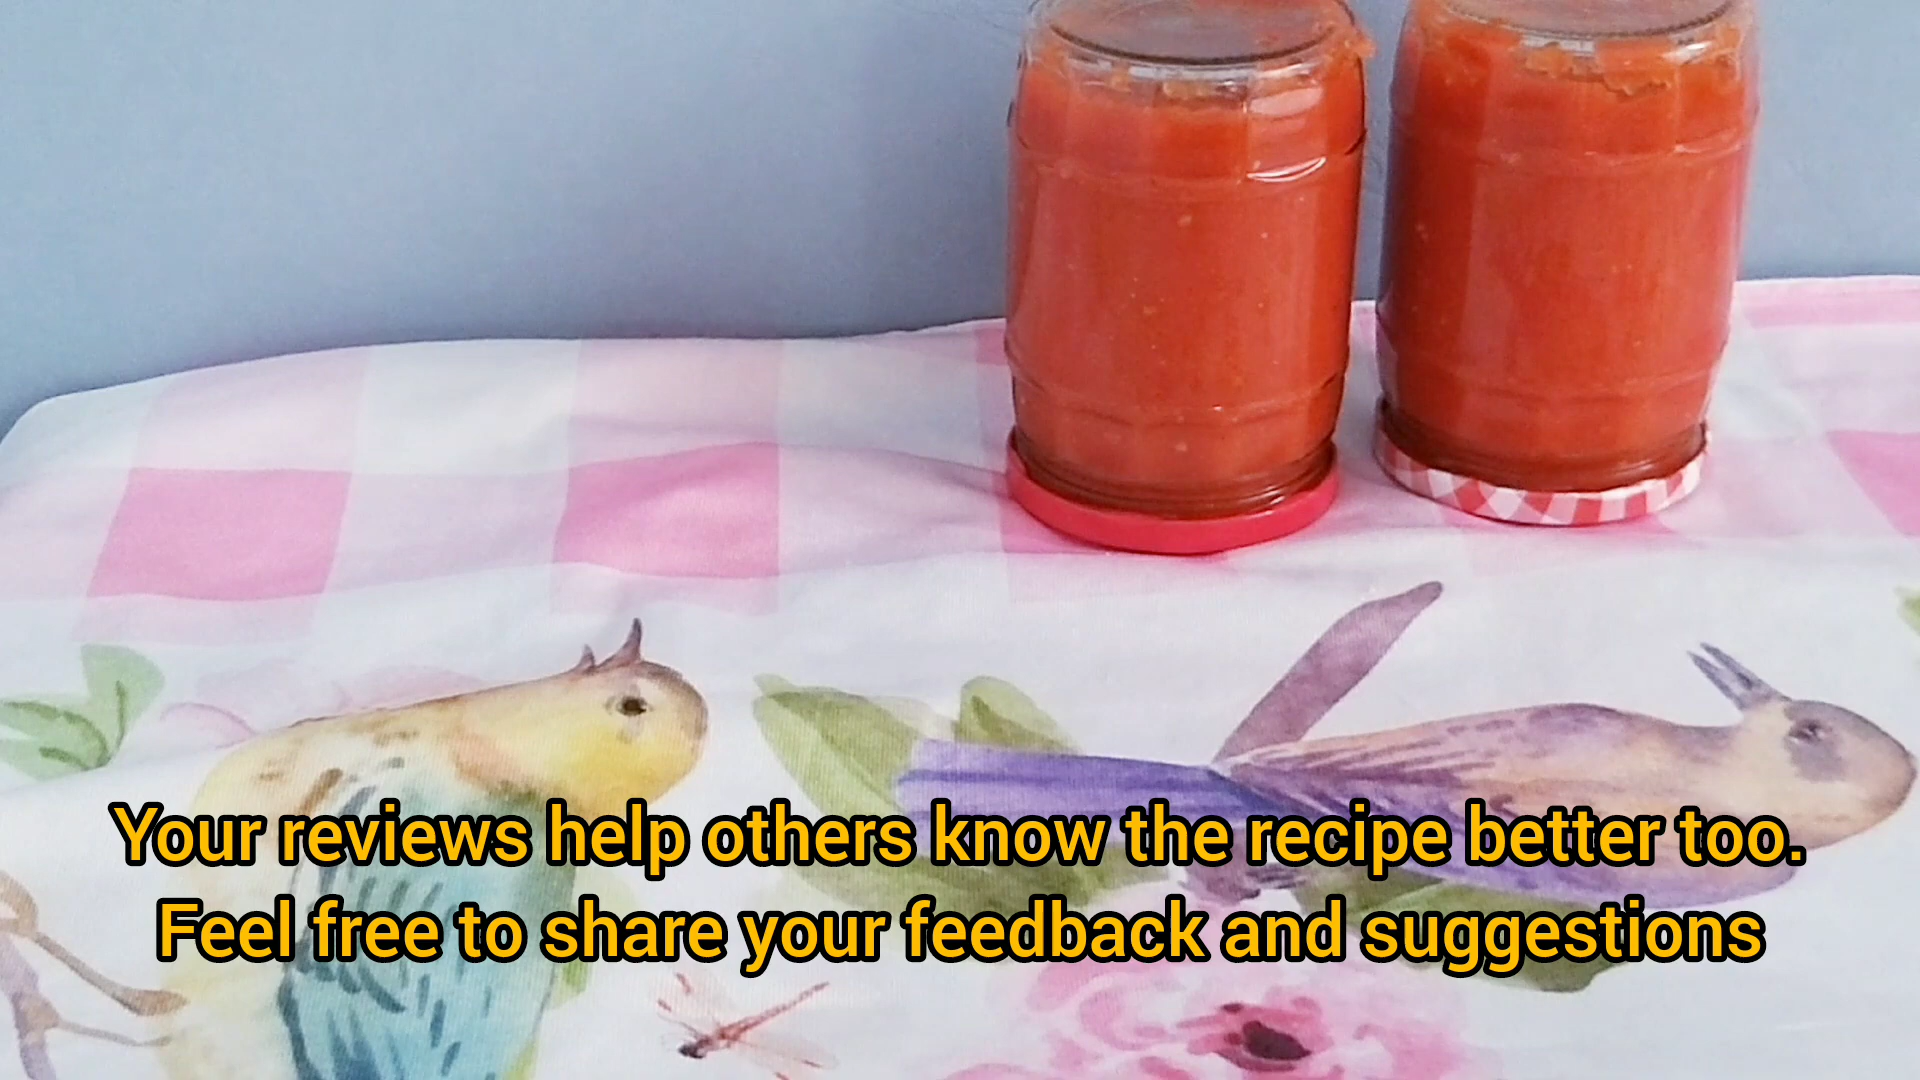 Your reviews help others know the recipe better too.
Feel free to share your feedback and suggestions